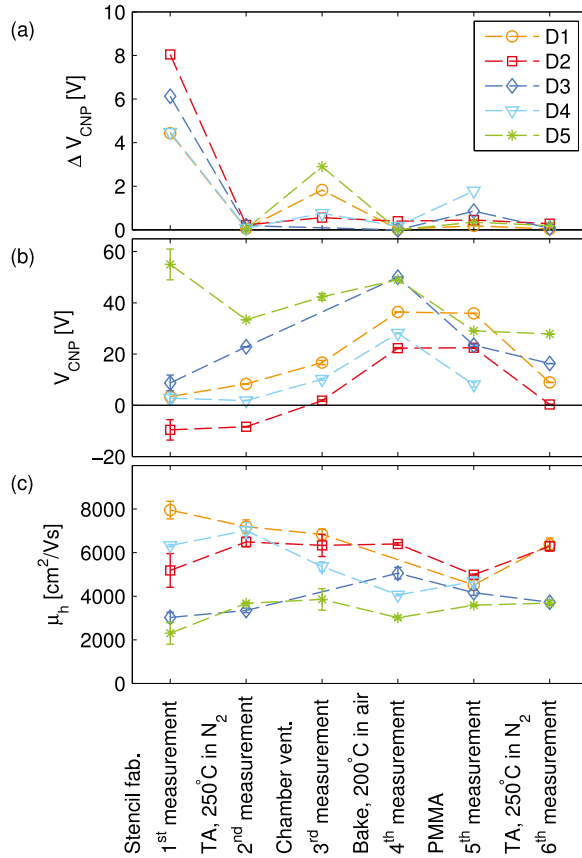 (a)
Δ V_CNP [V]
10
8
6
4
2
0
D1
D2
D3
D4
D5
(b)
V_CNP [V]
60
40
20
0
−20
(c)
μ_h [cm²/Vs]
8000
6000
4000
2000
0
Stencil fab.
1st measurement
TA, 250°C in N₂
2nd measurement
Chamber vent.
3rd measurement
Bake, 200°C in air
4th measurement
PMMA
5th measurement
TA, 250°C in N₂
6th measurement